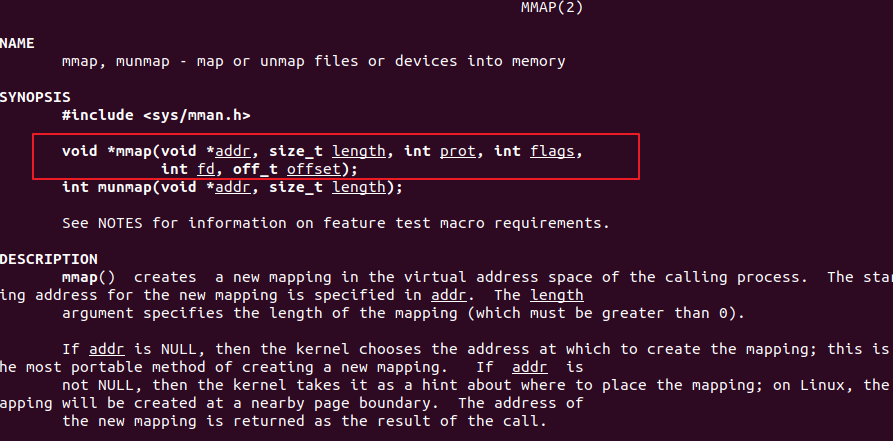 MMAP(2)
NAME
mmap, munmap - map or unmap files or devices into memory
SYNOPSIS
#include <sys/mman.h>
void *mmap(void *addr, size_t length, int prot, int flags,
int fd, off_t offset);
int munmap(void *addr, size_t length);
See NOTES for information on feature test macro requirements.
DESCRIPTION
mmap()  creates  a new mapping in the virtual address space of the calling process.  The star
ing address for the new mapping is specified in addr.  The length
argument specifies the length of the mapping (which must be greater than 0).
If addr is NULL, then the kernel chooses the address at which to create the mapping; this is
he most portable method of creating a new mapping.   If  addr  is
not NULL, then the kernel takes it as a hint about where to place the mapping; on Linux, the
apping will be created at a nearby page boundary.  The address of
the new mapping is returned as the result of the call.